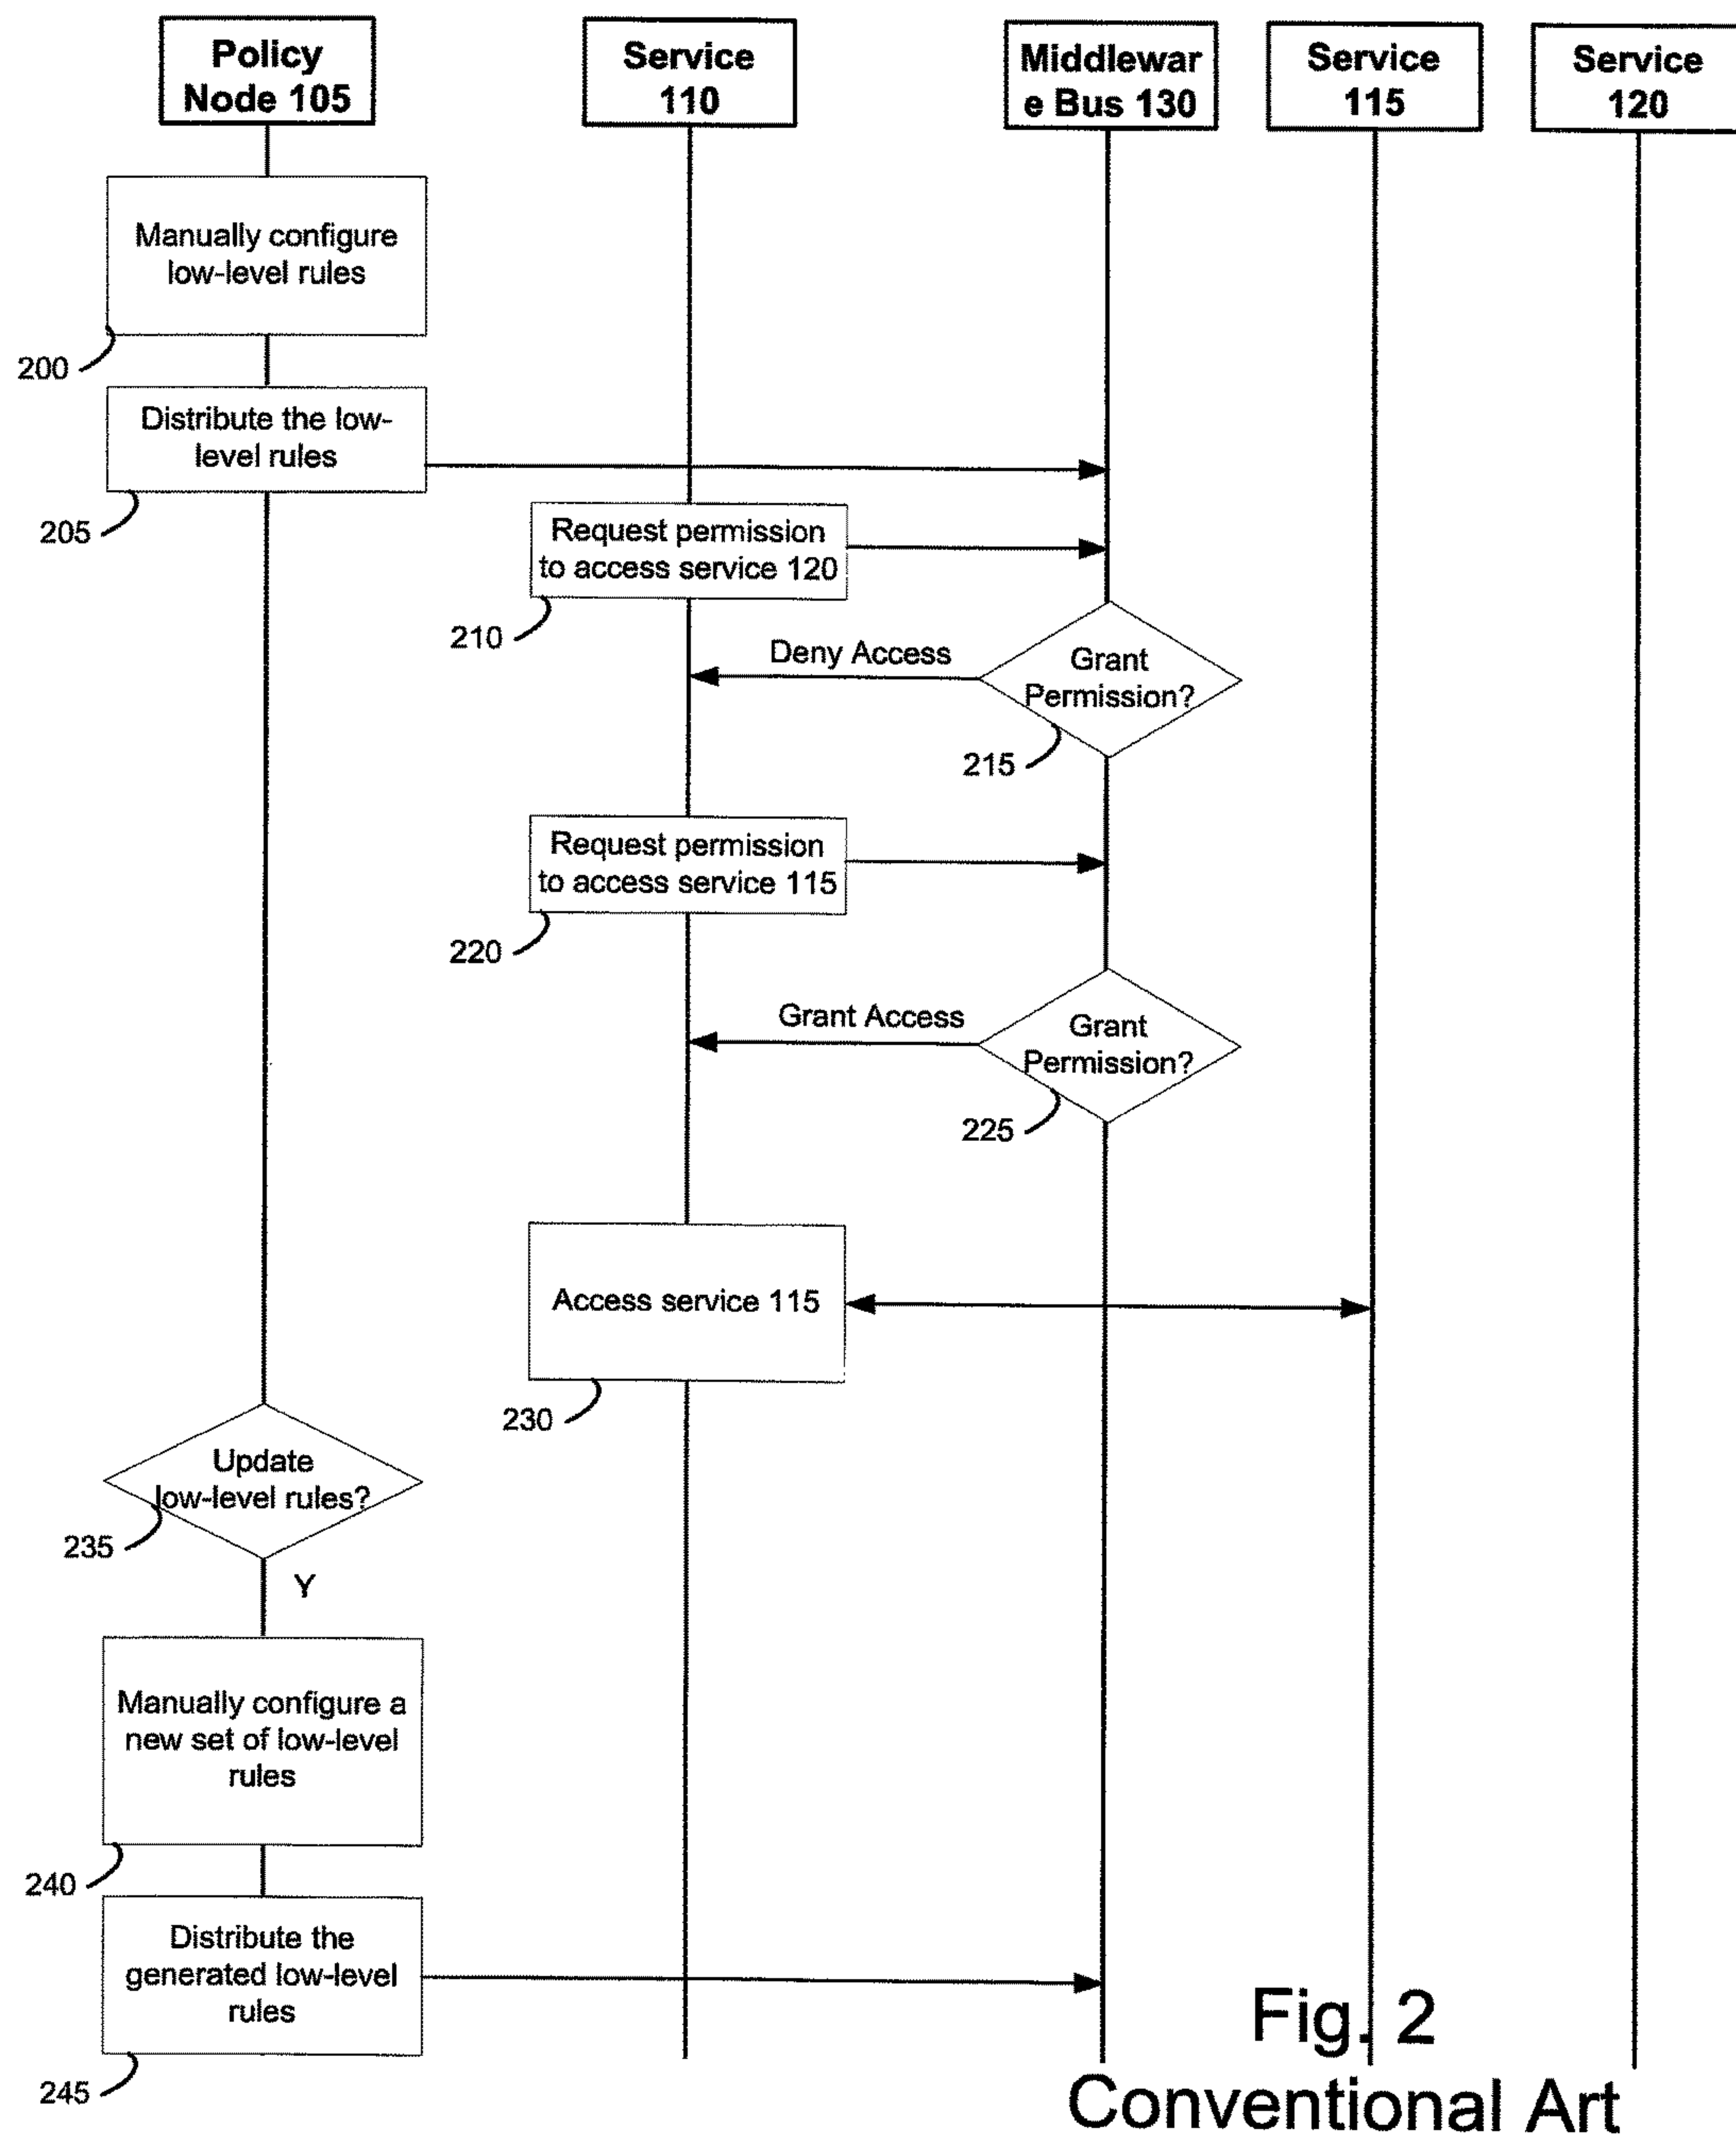 Policy
Node 105
Service
110
Middlewar
e Bus 130
Service
115
Service
120
Manually configure
low-level rules
200
Distribute the low-
level rules
205
Request permission
to access service 120
210
Deny Access
Grant
Permission?
215
Request permission
to access service 115
220
Grant Access
Grant
Permission?
225
Access service 115
230
Update
low-level rules?
235
Y
Manually configure a
new set of low-level
rules
240
Distribute the
generated low-level
rules
245
Fig. 2
Conventional Art